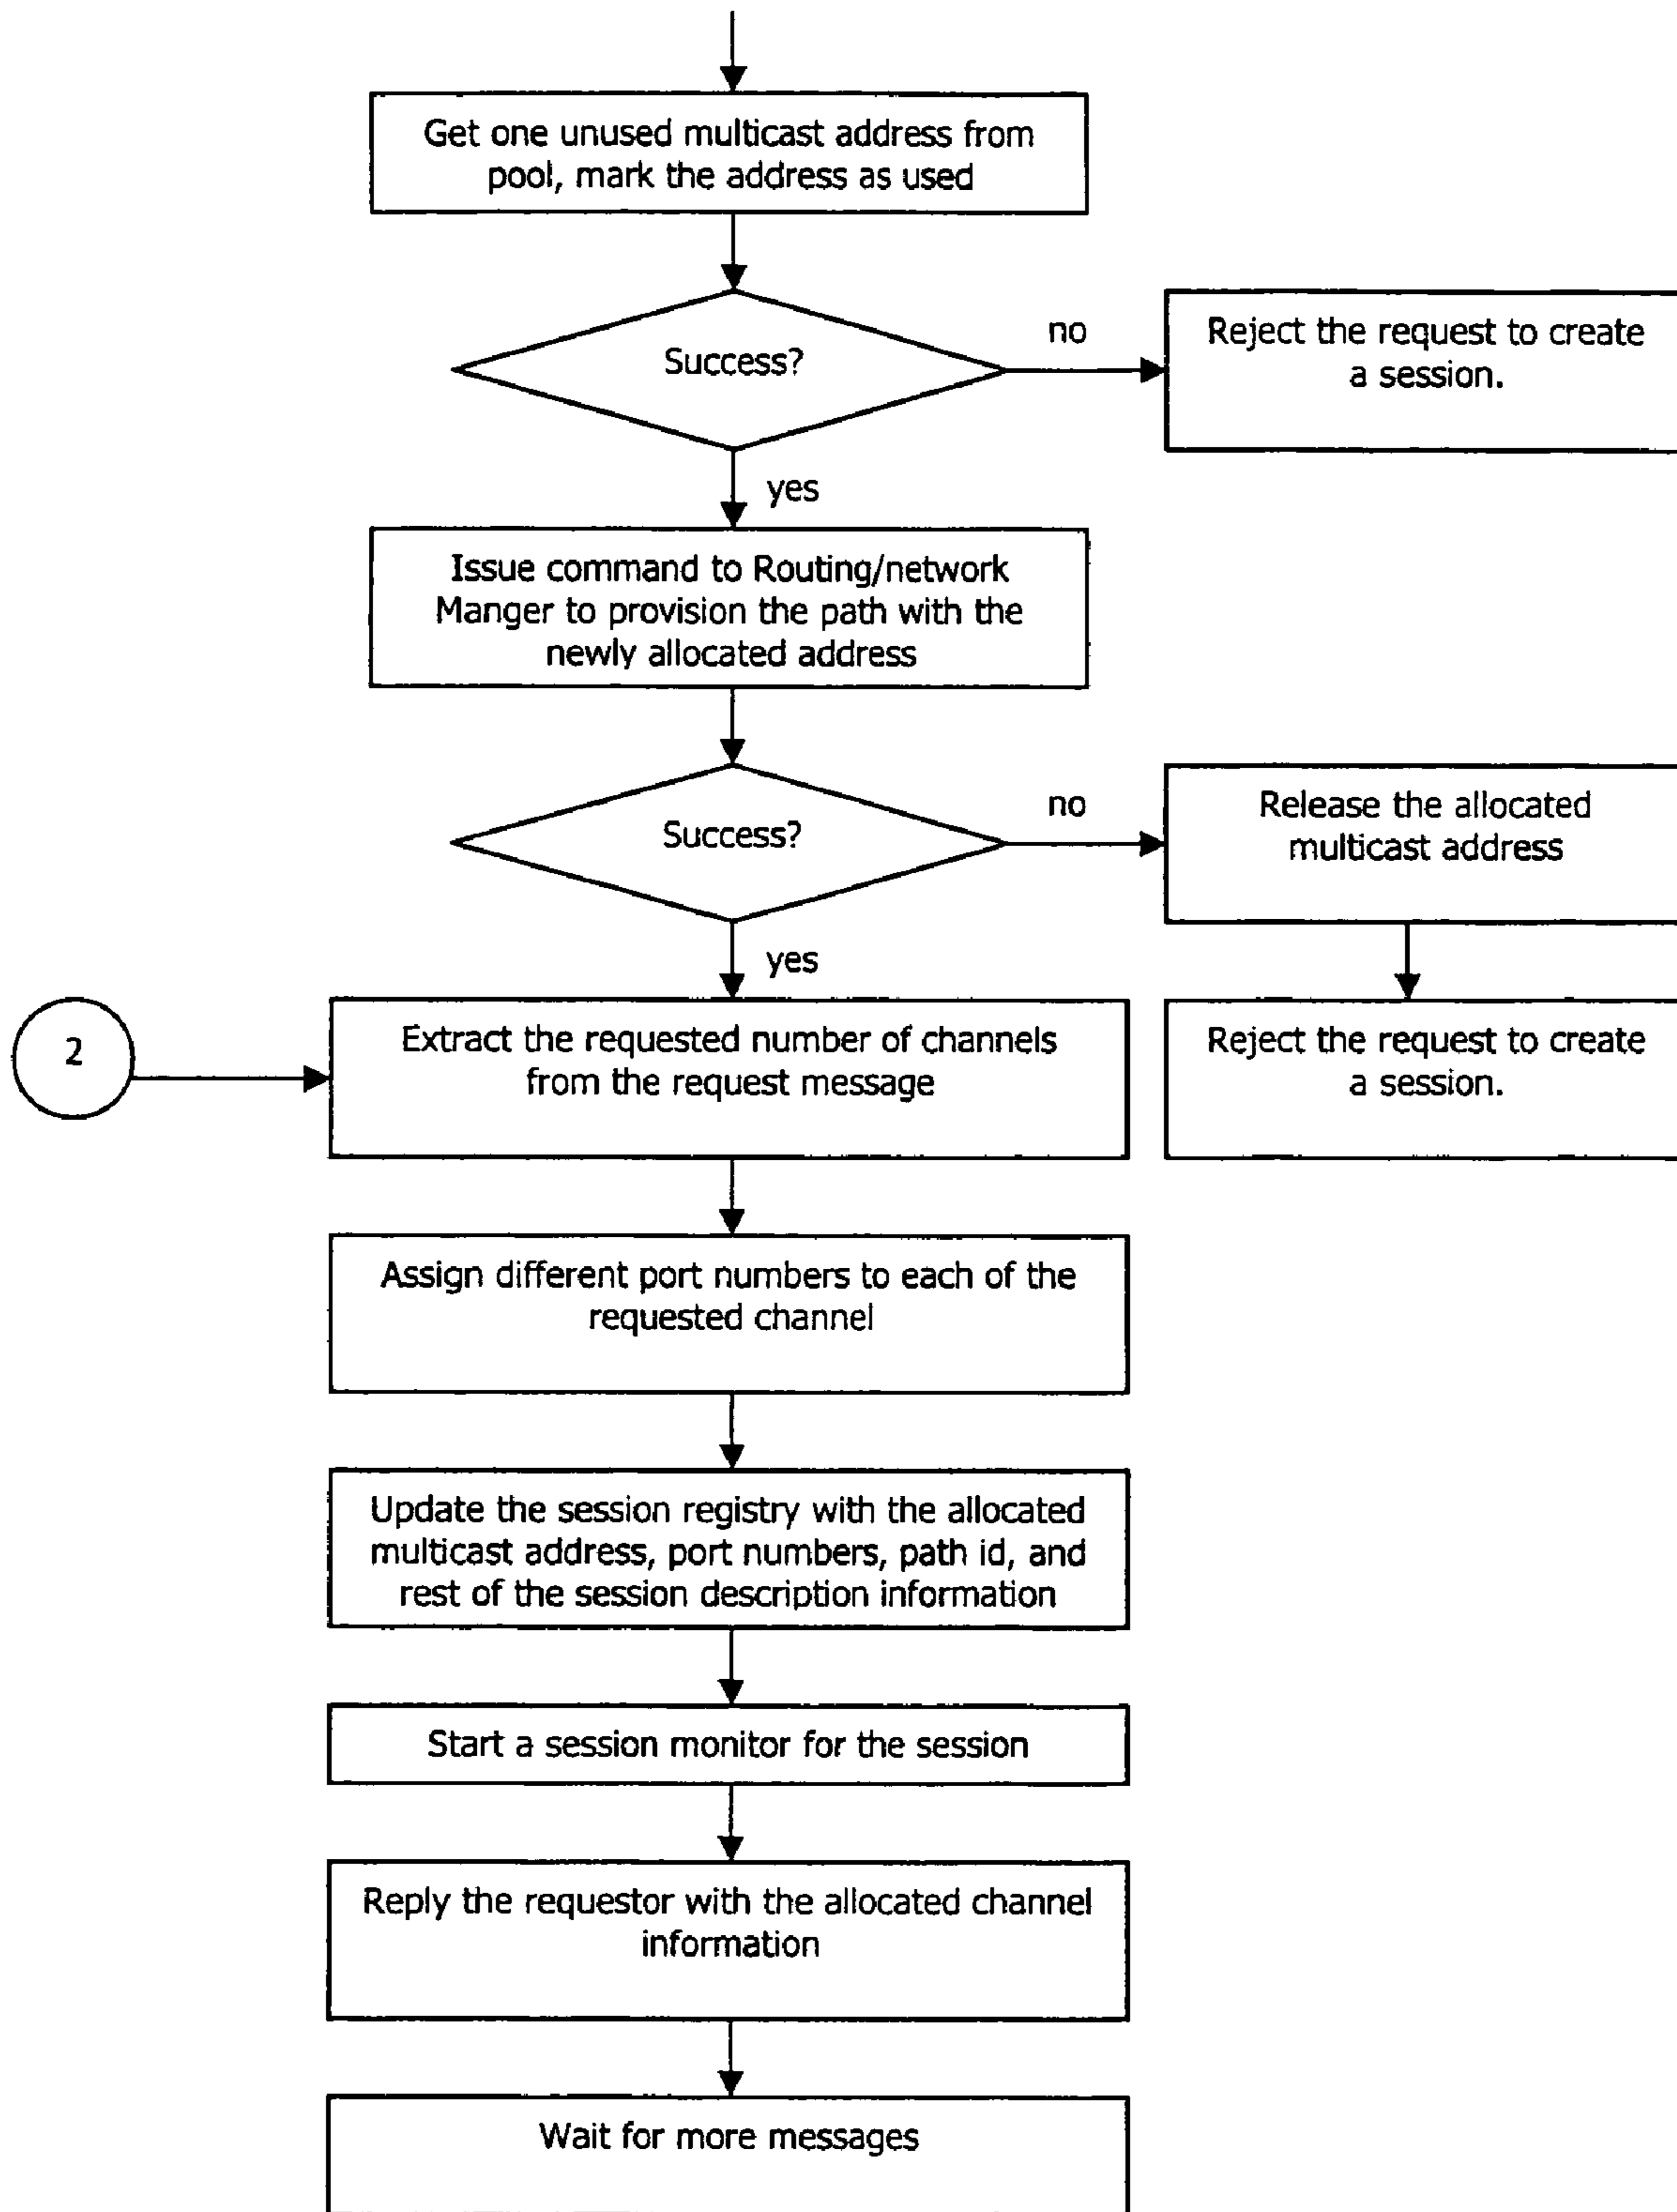 Get one unused multicast address from
pool, mark the address as used
Success?
no
Reject the request to create
a session.
yes
Issue command to Routing/network
Manger to provision the path with the
newly allocated address
Success?
no
Release the allocated
multicast address
yes
2
Extract the requested number of channels
from the request message
Reject the request to create
a session.
Assign different port numbers to each of the
requested channel
Update the session registry with the allocated
multicast address, port numbers, path id, and
rest of the session description information
Start a session monitor for the session
Reply the requestor with the allocated channel
information
Wait for more messages